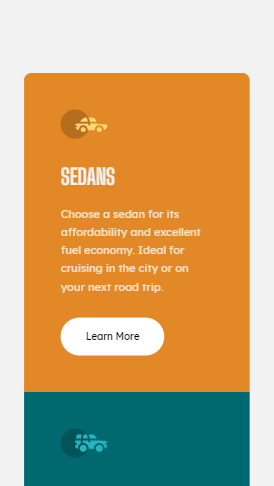 SEDANS
Choose a sedan for its
affordability and excellent
fuel economy. Ideal for
cruising in the city or on
your next road trip.
Learn More